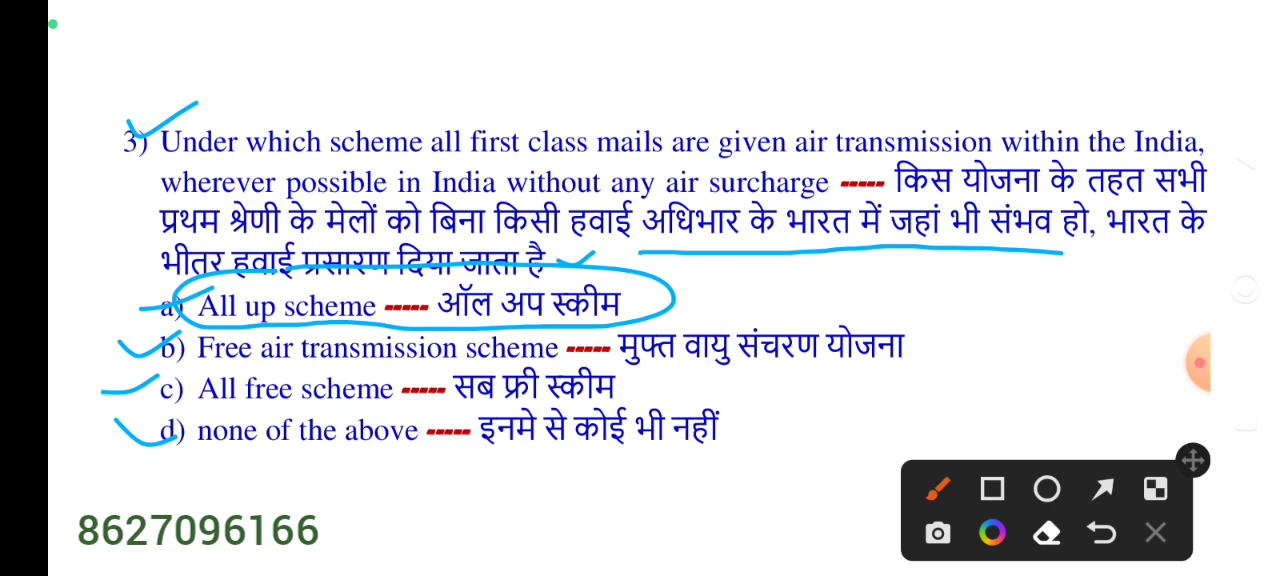 3) Under which scheme all first class mails are given air transmission within the India,
wherever possible in India without any air surcharge ----- किस योजना के तहत सभी
प्रथम श्रेणी के मेलों को बिना किसी हवाई अधिभार के भारत में जहां भी संभव हो, भारत के
भीतर हवाई प्रसारण दिया जाता है
a) All up scheme ----- ऑल अप स्कीम
b) Free air transmission scheme ----- मुफ्त वायु संचरण योजना
c) All free scheme ----- सब फ्री स्कीम
d) none of the above ----- इनमे से कोई भी नहीं
8627096166